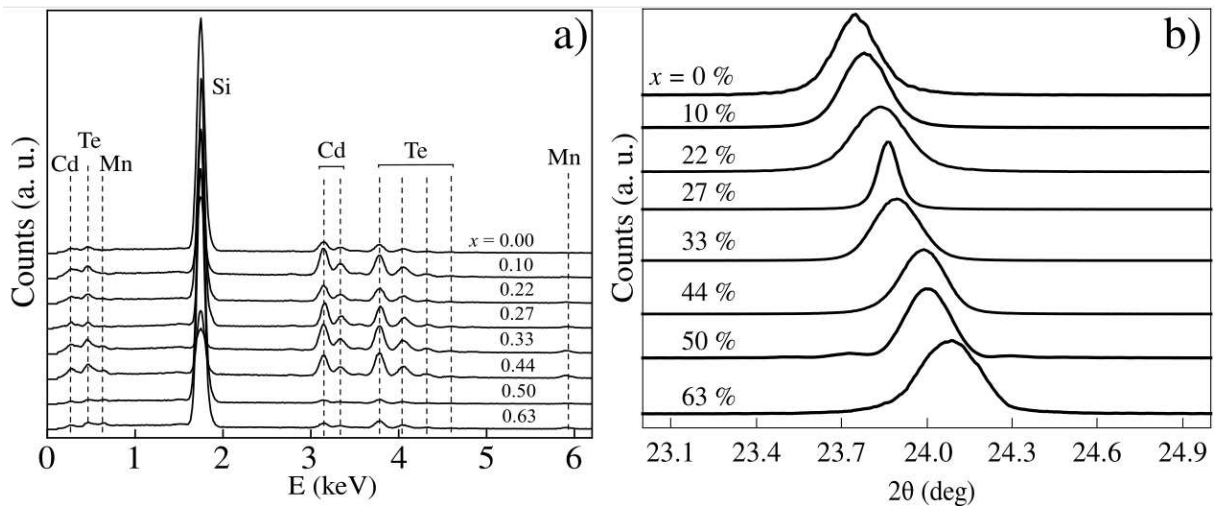 a)
Si
Te
Cd Mn
Cd
Te
Mn
x = 0.00
0.10
0.22
0.27
0.33
0.44
0.50
0.63
Counts (a. u.)
0 1 2 3 4 5 6
E (keV)
b)
x = 0 %
10 %
22 %
27 %
33 %
44 %
50 %
63 %
Counts (a. u.)
23.1 23.4 23.7 24.0 24.3 24.6 24.9
2θ (deg)